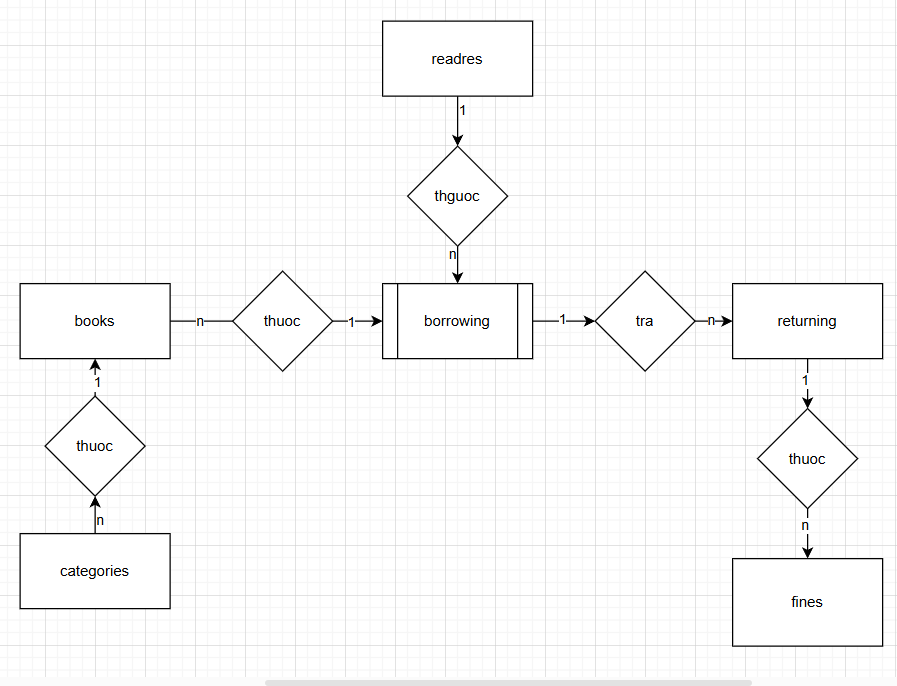 readres
1
thguoc
n
books
n
thuoc
1
borrowing
1
tra
n
returning
1
thuoc
n
categories
1
thuoc
n
fines